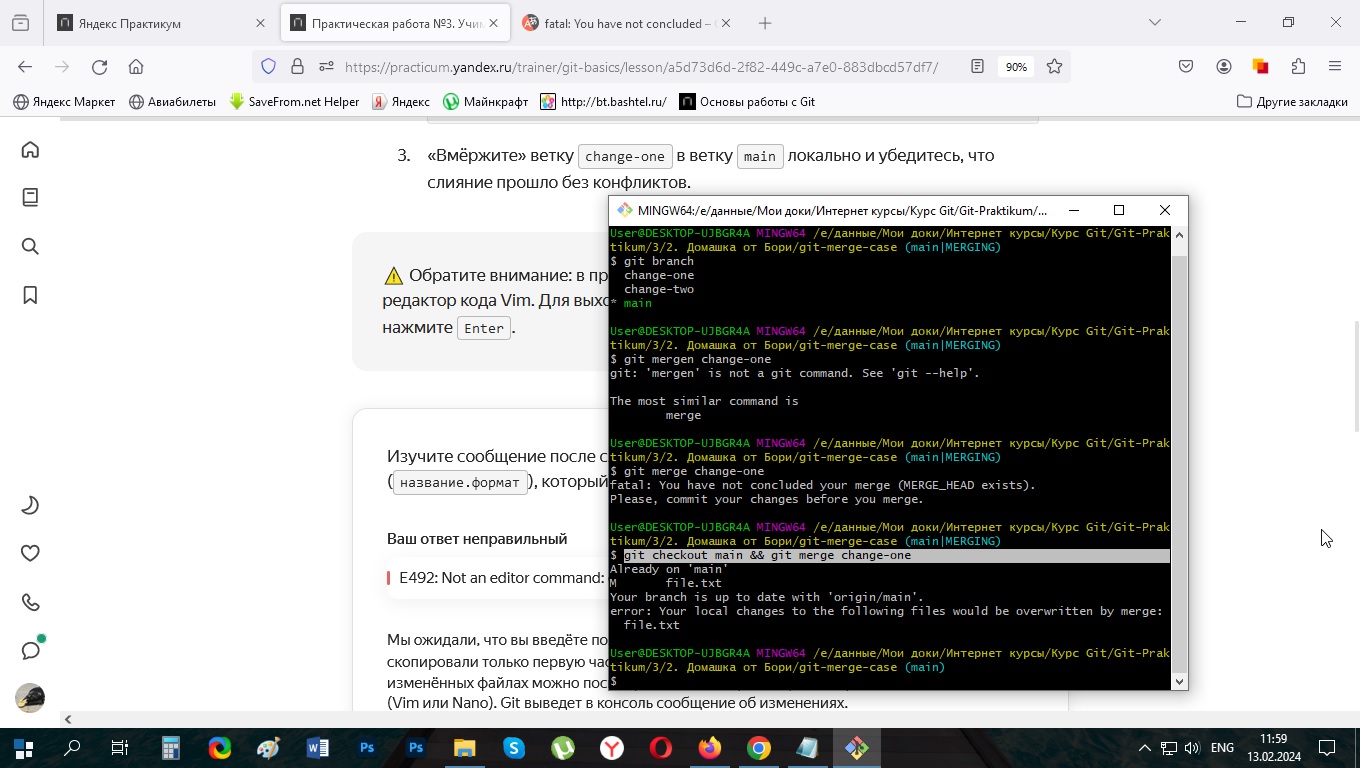 Яндекс Практикум
Практическая работа №3. Учим
fatal: You have not concluded – 
https://practicum.yandex.ru/trainer/git-basics/lesson/a5d73d6d-2f82-449c-a7e0-883dbcd57df7/
90%
Яндекс Маркет
Авиабилеты
SaveFrom.net Helper
Яндекс
Майнкрафт
http://bt.bashtel.ru/
Основы работы с Git
Другие закладки
3. «Вмёржите» ветку change-one в ветку main локально и убедитесь, что
слияние прошло без конфликтов.
Обратите внимание: в пр
редактор кода Vim. Для выхо
нажмите Enter.
Изучите сообщение после с
(название.формат), который
Ваш ответ неправильный
E492: Not an editor command:
Мы ожидали, что вы введёте по
скопировали только первую час
изменённых файлах можно пос
(Vim или Nano). Git выведет в консоль сообщение об изменениях.
MINGW64:/e/данные/Мои доки/Интернет курсы/Курс Git/Git-Praktikum/...
User@DESKTOP-UJBGR4A MINGW64 /e/данные/Мои доки/Интернет курсы/Курс Git/Git-Prak
tikum/3/2. Домашка от Бори/git-merge-case (main|MERGING)
$ git branch
change-one
change-two
* main
User@DESKTOP-UJBGR4A MINGW64 /e/данные/Мои доки/Интернет курсы/Курс Git/Git-Prak
tikum/3/2. Домашка от Бори/git-merge-case (main|MERGING)
$ git mergen change-one
git: 'mergen' is not a git command. See 'git --help'.
The most similar command is
merge
User@DESKTOP-UJBGR4A MINGW64 /e/данные/Мои доки/Интернет курсы/Курс Git/Git-Prak
tikum/3/2. Домашка от Бори/git-merge-case (main|MERGING)
$ git merge change-one
fatal: You have not concluded your merge (MERGE_HEAD exists).
Please, commit your changes before you merge.
User@DESKTOP-UJBGR4A MINGW64 /e/данные/Мои доки/Интернет курсы/Курс Git/Git-Prak
tikum/3/2. Домашка от Бори/git-merge-case (main|MERGING)
$ git checkout main && git merge change-one
Already on 'main'
M file.txt
Your branch is up to date with 'origin/main'.
error: Your local changes to the following files would be overwritten by merge:
file.txt
User@DESKTOP-UJBGR4A MINGW64 /e/данные/Мои доки/Интернет курсы/Курс Git/Git-Prak
tikum/3/2. Домашка от Бори/git-merge-case (main)
$
ENG
11:59
13.02.2024